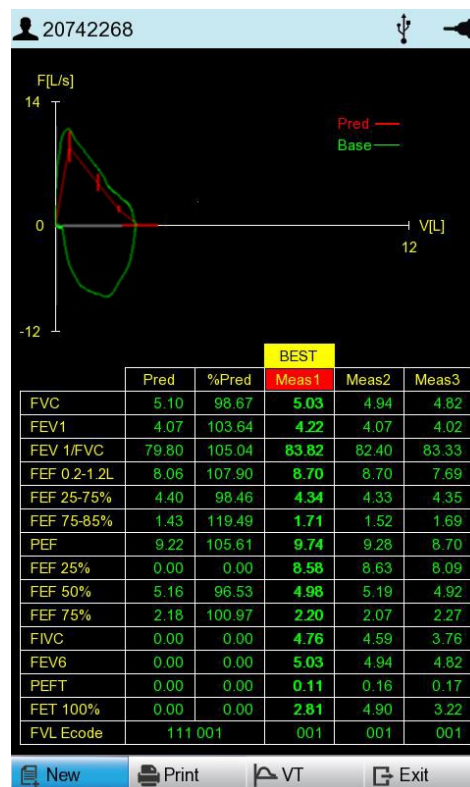 20742268
F[L/s]
14
Pred
Base
0
V[L]
12
-12
BEST
Pred %Pred Meas1 Meas2 Meas3
FVC 5.10 98.67 5.03 4.94 4.82
FEV1 4.07 103.64 4.22 4.07 4.02
FEV 1/FVC 79.80 105.04 83.82 82.40 83.33
FEF 0.2-1.2L 8.06 107.90 8.70 8.70 7.69
FEF 25-75% 4.40 98.46 4.34 4.33 4.35
FEF 75-85% 1.43 119.49 1.71 1.52 1.69
PEF 9.22 105.61 9.74 9.28 8.70
FEF 25% 0.00 0.00 8.58 8.63 8.09
FEF 50% 5.16 96.53 4.98 5.19 4.92
FEF 75% 2.18 100.97 2.20 2.07 2.27
FIVC 0.00 0.00 4.76 4.59 3.76
FEV6 0.00 0.00 5.03 4.94 4.82
PEFT 0.00 0.00 0.11 0.16 0.17
FET 100% 0.00 0.00 2.81 4.90 3.22
FVL Ecode 111 001 001 001 001
New Print VT Exit